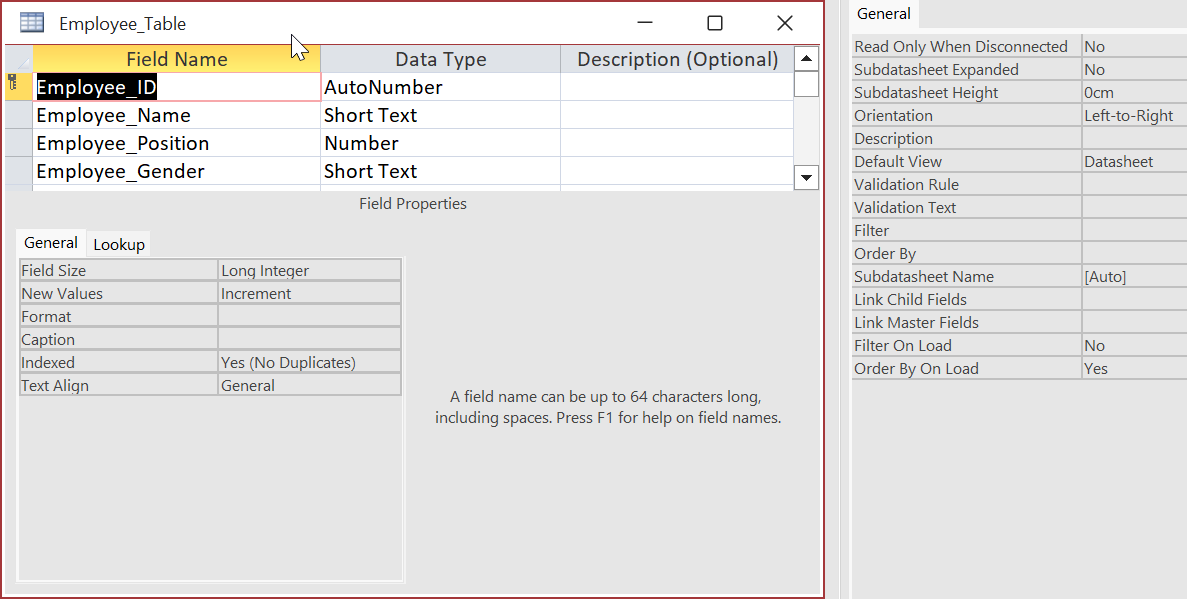 Employee_Table
Field Name Data Type Description (Optional)
Employee_ID AutoNumber
Employee_Name Short Text
Employee_Position Number
Employee_Gender Short Text
Field Properties
General Lookup
Field Size Long Integer
New Values Increment
Format
Caption
Indexed Yes (No Duplicates)
Text Align General
A field name can be up to 64 characters long,
including spaces. Press F1 for help on field names.
General
Read Only When Disconnected No
Subdatasheet Expanded No
Subdatasheet Height 0cm
Orientation Left-to-Right
Description
Default View Datasheet
Validation Rule
Validation Text
Filter
Order By
Subdatasheet Name [Auto]
Link Child Fields
Link Master Fields
Filter On Load No
Order By On Load Yes